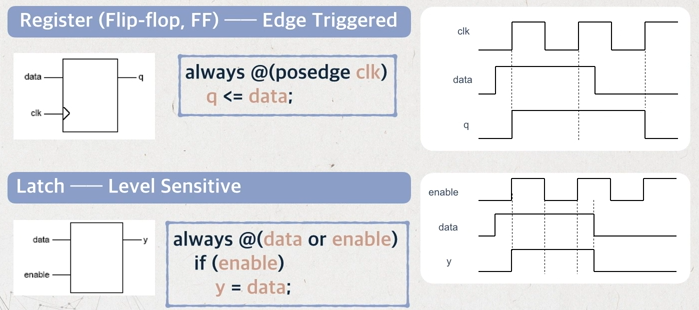 Register (Flip-flop, FF) —— Edge Triggered
data
q
clk
always @(posedge clk)
q <= data;
clk
data
q
Latch —— Level Sensitive
data
y
enable
always @(data or enable)
if (enable)
y = data;
enable
data
y